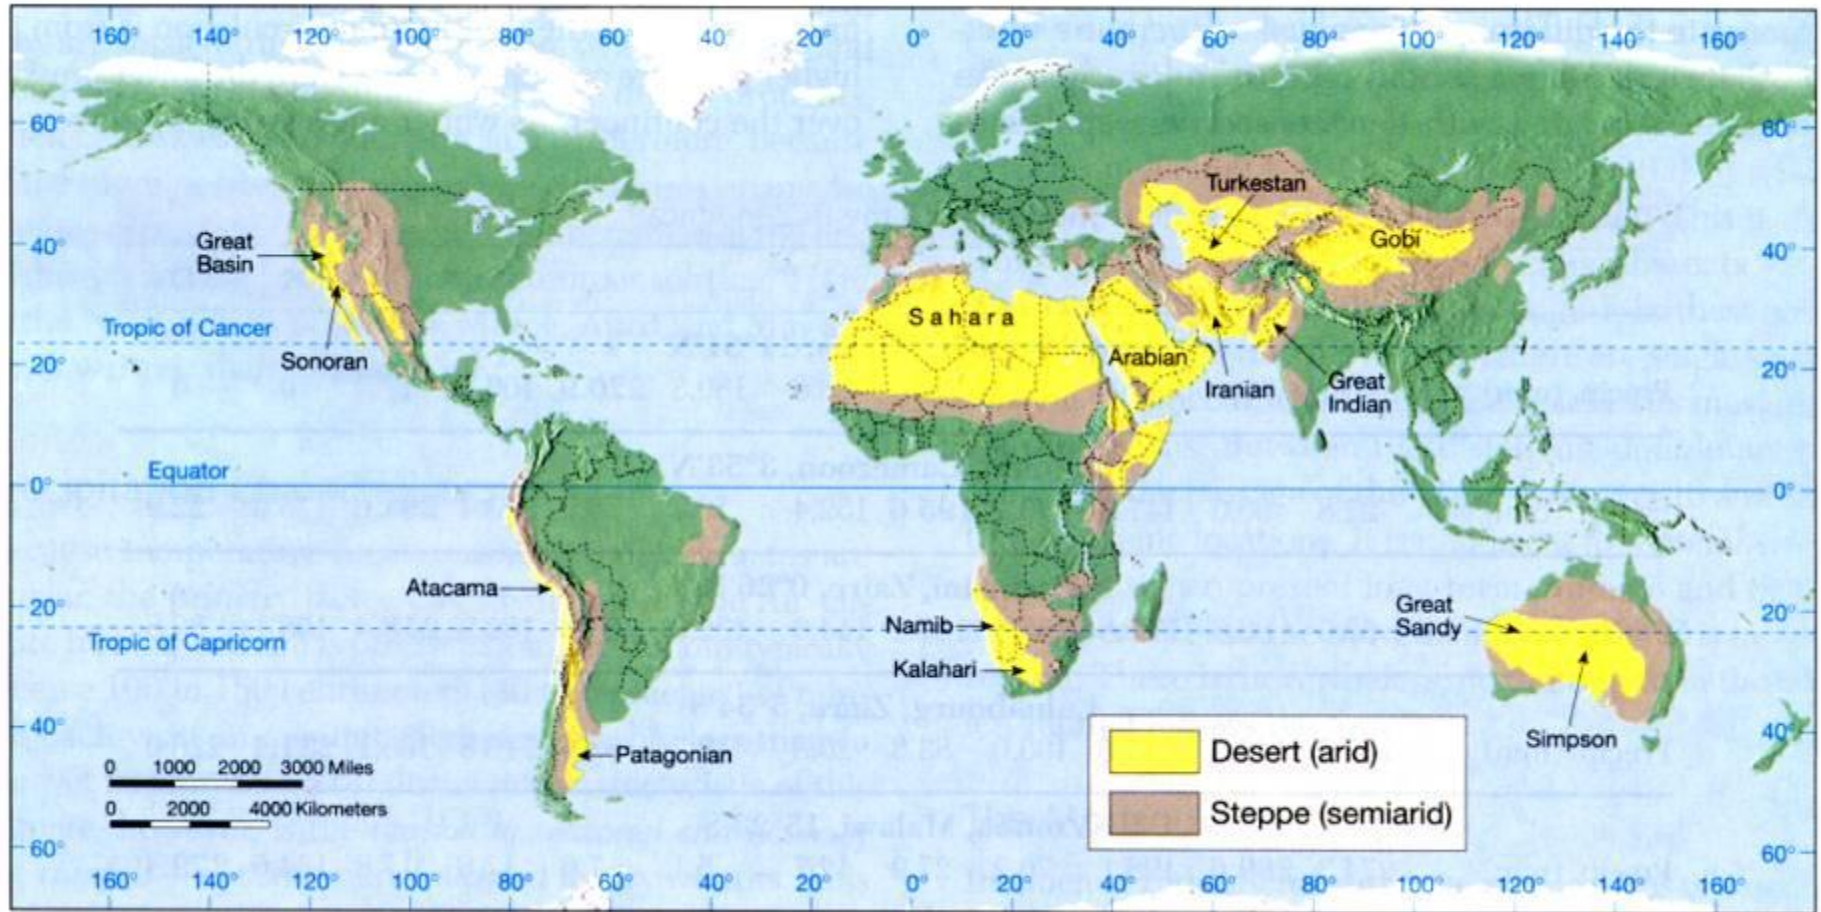 160° 140° 120° 100° 80° 60° 40° 20° 0° 20° 40° 60° 80° 100° 120° 140° 160°
60° 60°
Turkestan
Great
Basin
40° Gobi 40°
Sahara
Tropic of Cancer
Sonoran
Arabian
20° 20°
Iranian
Great
Indian
Equator
0° 0°
Atacama
20° 20°
Great
Sandy
Namib
Tropic of Capricorn
Kalahari
40° 40°
Simpson
Patagonian
Desert (arid)
Steppe (semiarid)
0 1000 2000 3000 Miles
0 2000 4000 Kilometers
60° 60°
160° 140° 120° 100° 80° 60° 40° 20° 0° 20° 40° 60° 80° 100° 120° 140° 160°